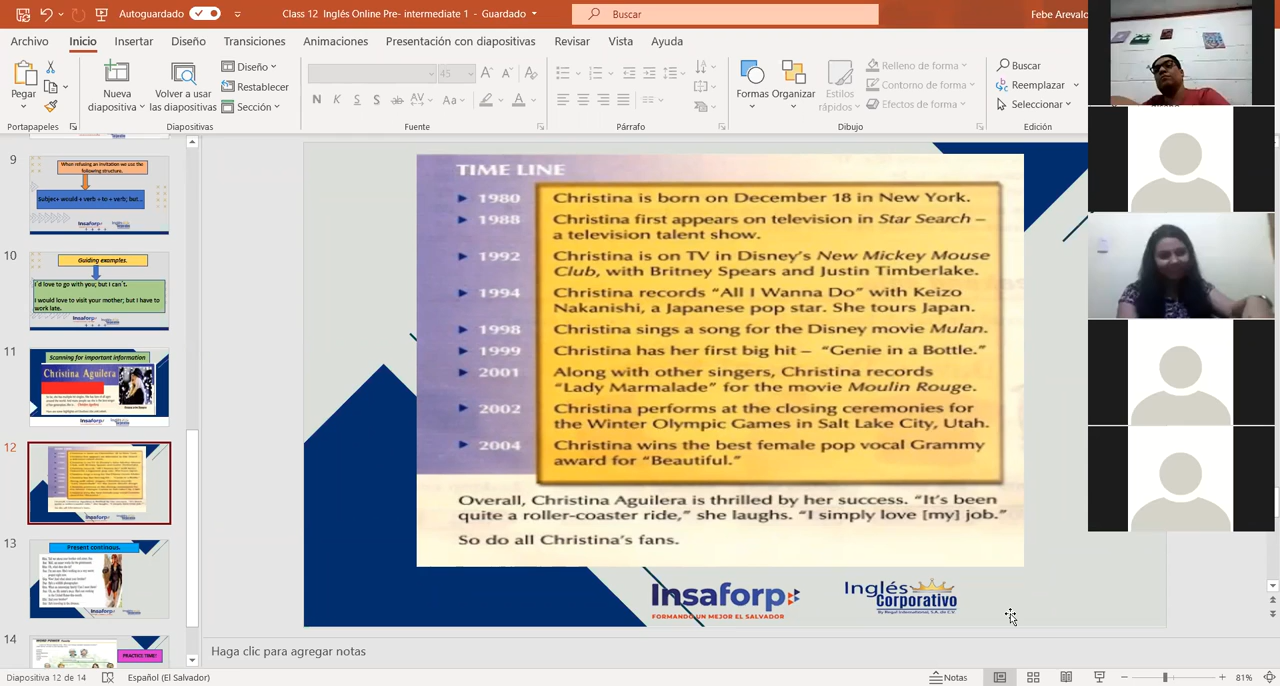 Autoguardado
Class 12 Inglés Online Pre- intermediate 1 - Guardado
Buscar
Febe Arevalo
Archivo Inicio Insertar Diseño Transiciones Animaciones Presentación con diapositivas Revisar Vista Ayuda
Pegar
Nueva diapositiva
Volver a usar las diapositivas
Diseño
Restablecer
Sección
45
N K S S ab AV Aa A
Formas
Organizar
Estilos rápidos
Relleno de forma
Contorno de forma
Efectos de forma
Buscar
Reemplazar
Seleccionar
Portapapeles Diapositivas Fuente Párrafo Dibujo Edición
9
When refusing an invitation we use the following structure.
Subjec+ would + verb + to + verb; but...
10
Guiding examples.
I'd love to go with you; but I can't.
I would love to visit your mother; but I have to work late.
11
Scanning for important information
Christina Aguilera
12
13
Present continous.
14
PRACTICE TIME!
TIME LINE
1980 Christina is born on December 18 in New York.
1988 Christina first appears on television in Star Search –
a television talent show.
1992 Christina is on TV in Disney's New Mickey Mouse
Club, with Britney Spears and Justin Timberlake.
1994 Christina records “All I Wanna Do” with Keizo
Nakanishi, a Japanese pop star. She tours Japan.
1998 Christina sings a song for the Disney movie Mulan.
1999 Christina has her first big hit – “Genie in a Bottle.”
2001 Along with other singers, Christina records
“Lady Marmalade” for the movie Moulin Rouge.
2002 Christina performs at the closing ceremonies for
the Winter Olympic Games in Salt Lake City, Utah.
2004 Christina wins the best female pop vocal Grammy
award for “Beautiful.”
Overall, Christina Aguilera is thrilled by her success. “It's been
quite a roller-coaster ride,” she laughs. “I simply love [my] job.”
So do all Christina's fans.
Insaforp
FORMANDO UN MEJOR EL SALVADOR
Inglés
Corporativo
Haga clic para agregar notas
Diapositiva 12 de 14
Español (El Salvador)
Notas
81%